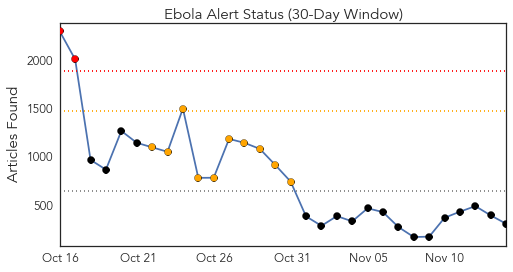 Ebola Alert Status (30-Day Window)
Articles Found
2000
1500
1000
500
Oct 16 Oct 21 Oct 26 Oct 31 Nov 05 Nov 10